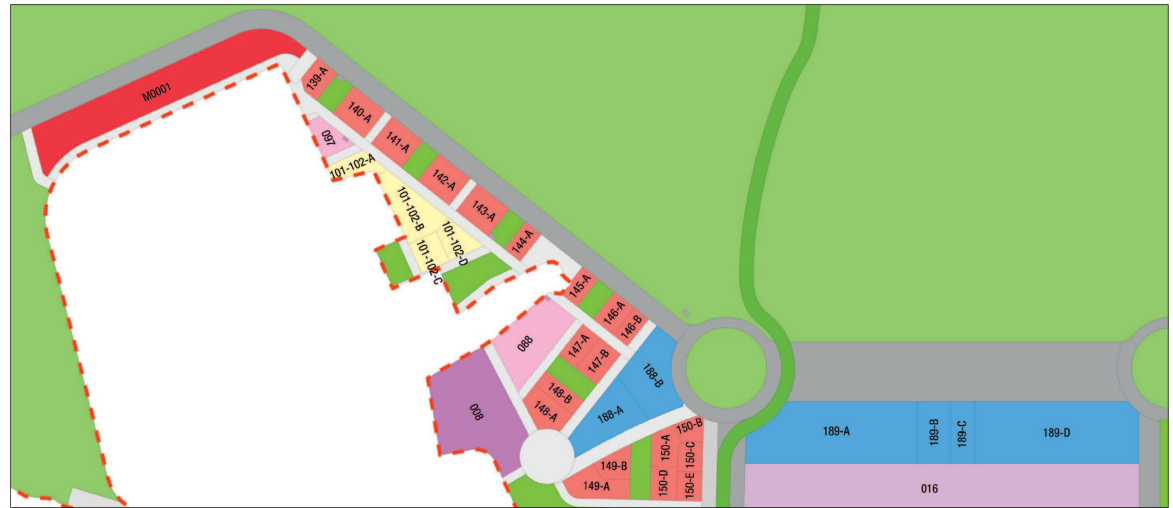 M0001
139-A
140-A
097
141-A
101-102-A
142-A
101-102-B
143-A
101-102-D
144-A
101-102-C
145-A
146-A
146-B
088
147-A
147-B
188-B
148-B
148-A
008
188-A
150-B
150-A
150-C
149-B
149-A
150-D
150-E
189-A
189-B
189-C
189-D
016